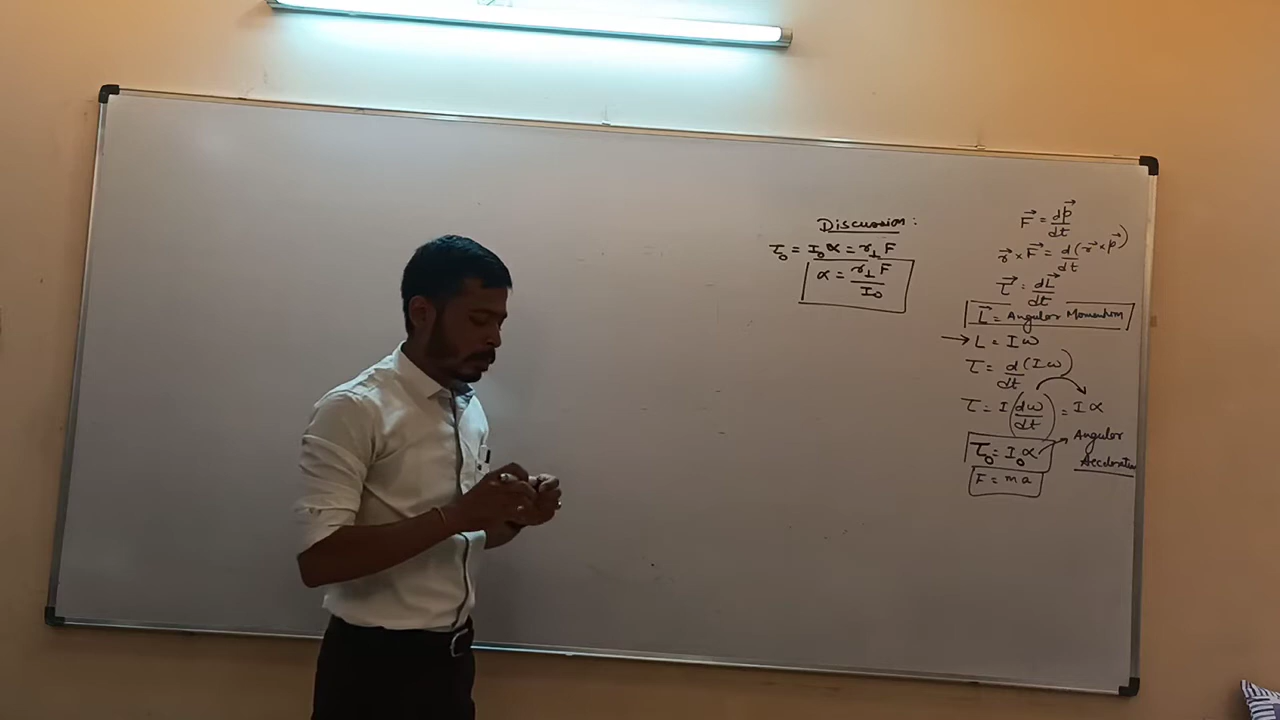 Discussion:
τ₀ = I₀α = r⊥F
α = r⊥F / I₀
F⃗ = dp⃗/dt
r⃗ × F⃗ = d(r⃗ × p⃗)/dt
τ⃗ = dL⃗/dt
L⃗ = Angular Momentum
→ L = Iω
τ = d/dt (Iω)
τ = I (dω/dt) = Iα
τ₀ = I₀α → Angular Acceleration
F = ma